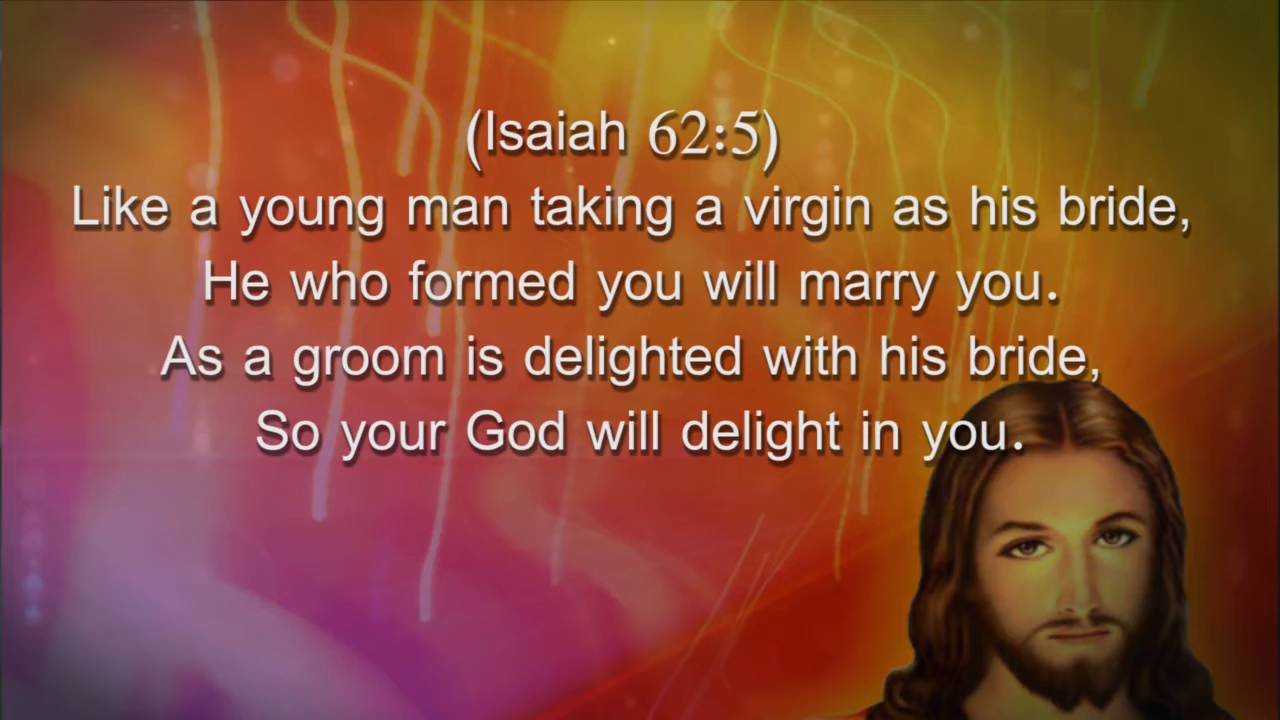 (Isaiah 62:5)
Like a young man taking a virgin as his bride,
He who formed you will marry you.
As a groom is delighted with his bride,
So your God will delight in you.